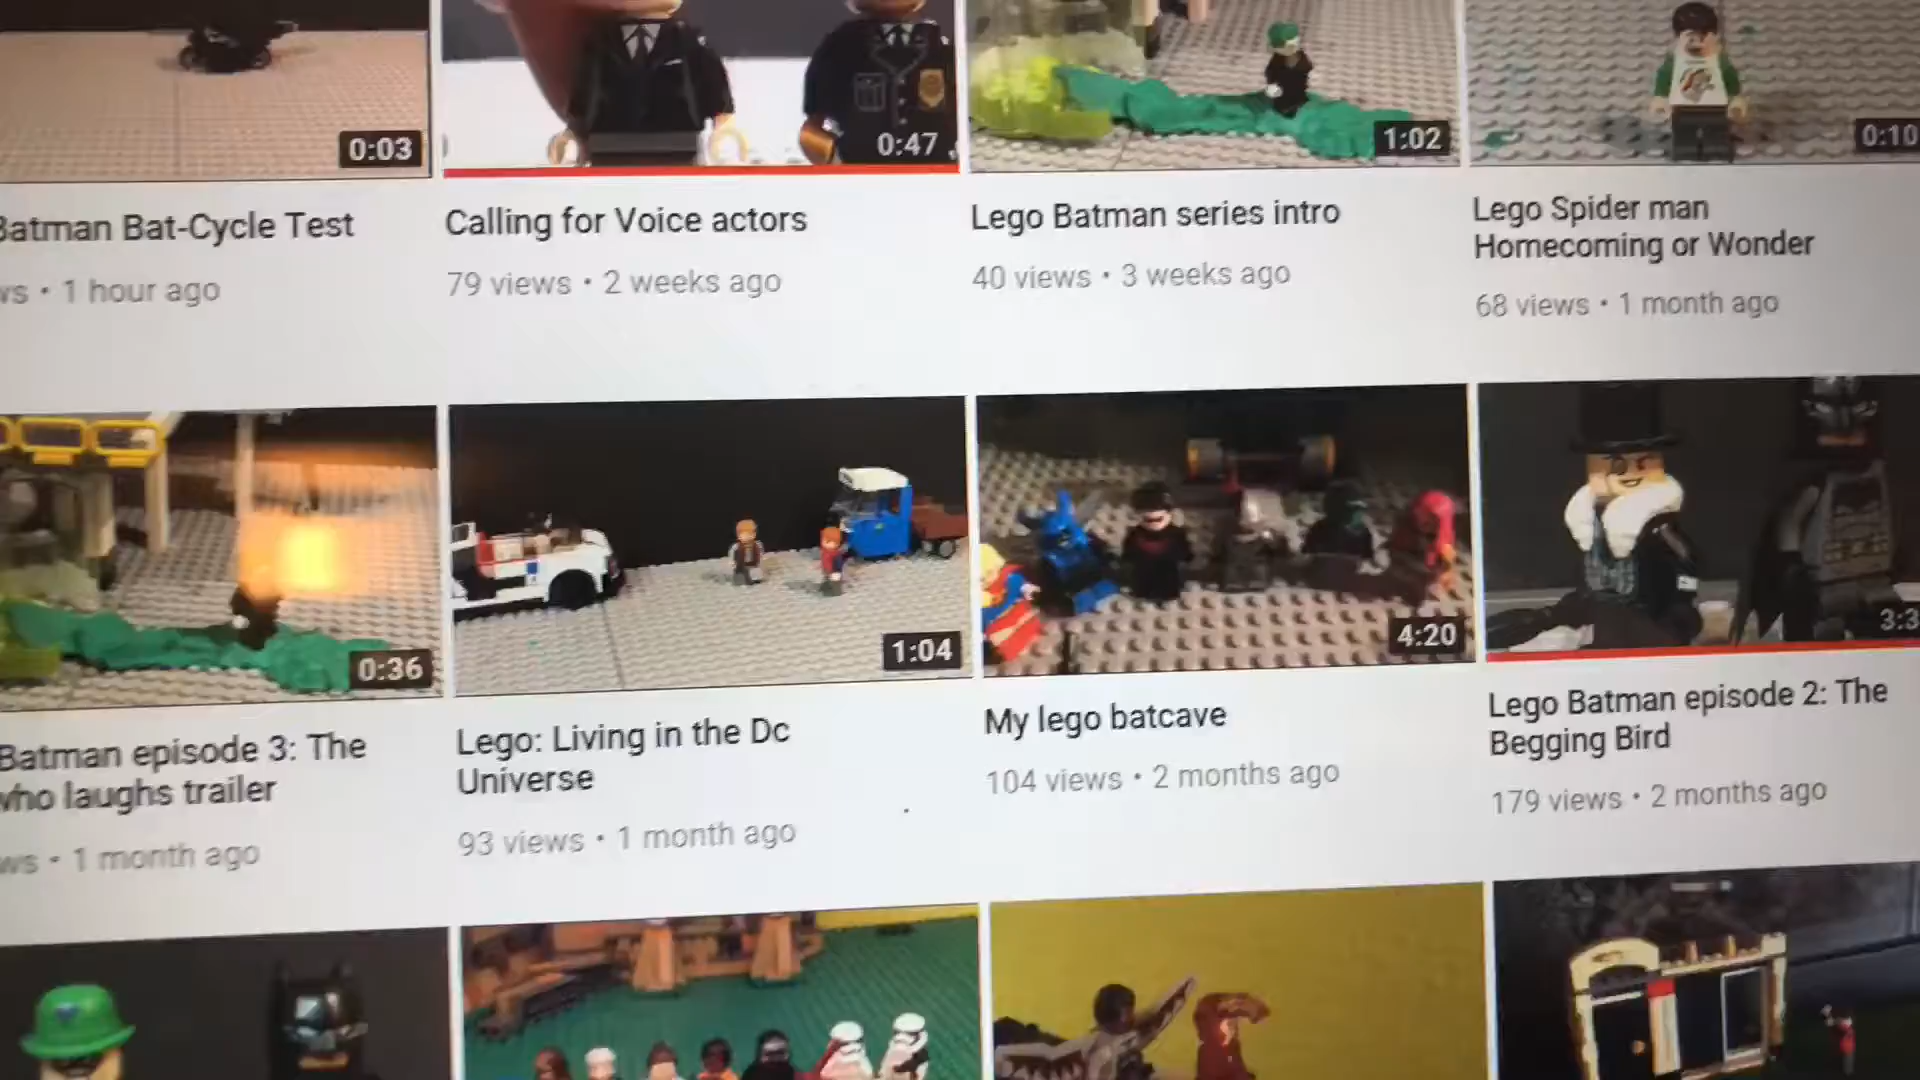 0:03
0:47
1:02
0:10
Batman Bat-Cycle Test
Calling for Voice actors
Lego Batman series intro
Lego Spider man
Homecoming or Wonder
1 hour ago
79 views • 2 weeks ago
40 views • 3 weeks ago
68 views • 1 month ago
0:36
1:04
4:20
3:3
Batman episode 3: The
who laughs trailer
Lego: Living in the Dc
Universe
My lego batcave
Lego Batman episode 2: The
Begging Bird
1 month ago
93 views • 1 month ago
104 views • 2 months ago
179 views • 2 months ago